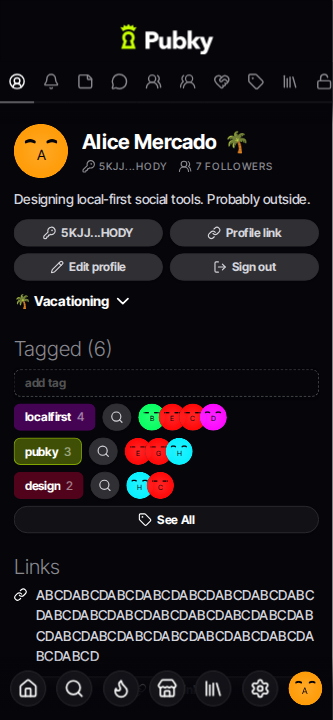 Pubky
Alice Mercado 🌴
5KJJ...HODY 7 FOLLOWERS
Designing local-first social tools. Probably outside.
5KJJ...HODY Profile link
Edit profile Sign out
🌴 Vacationing
Tagged (6)
add tag
localfirst 4 B E C D
pubky 3 E G H
design 2 H C
See All
Links
ABCDABCDABCDABCDABCDABCDABCDABC
DABCDABCDABCDABCDABCDABCDABCDAB
CDABCDABCDABCDABCDABCDABCDABCDA
BCDABCD
A